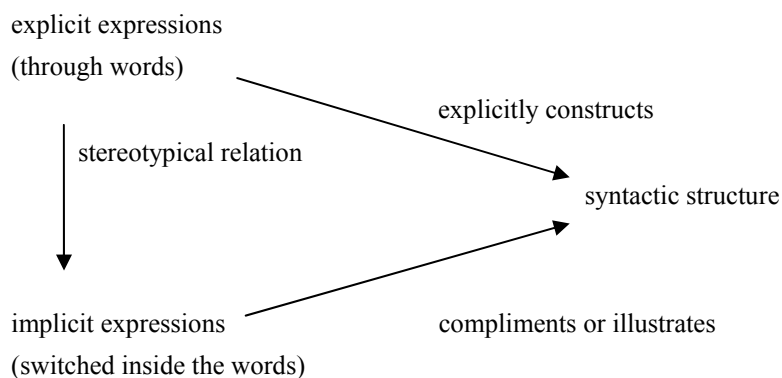 explicit expressions
(through words)
explicitly constructs
stereotypical relation
syntactic structure
implicit expressions
compliments or illustrates
(switched inside the words)